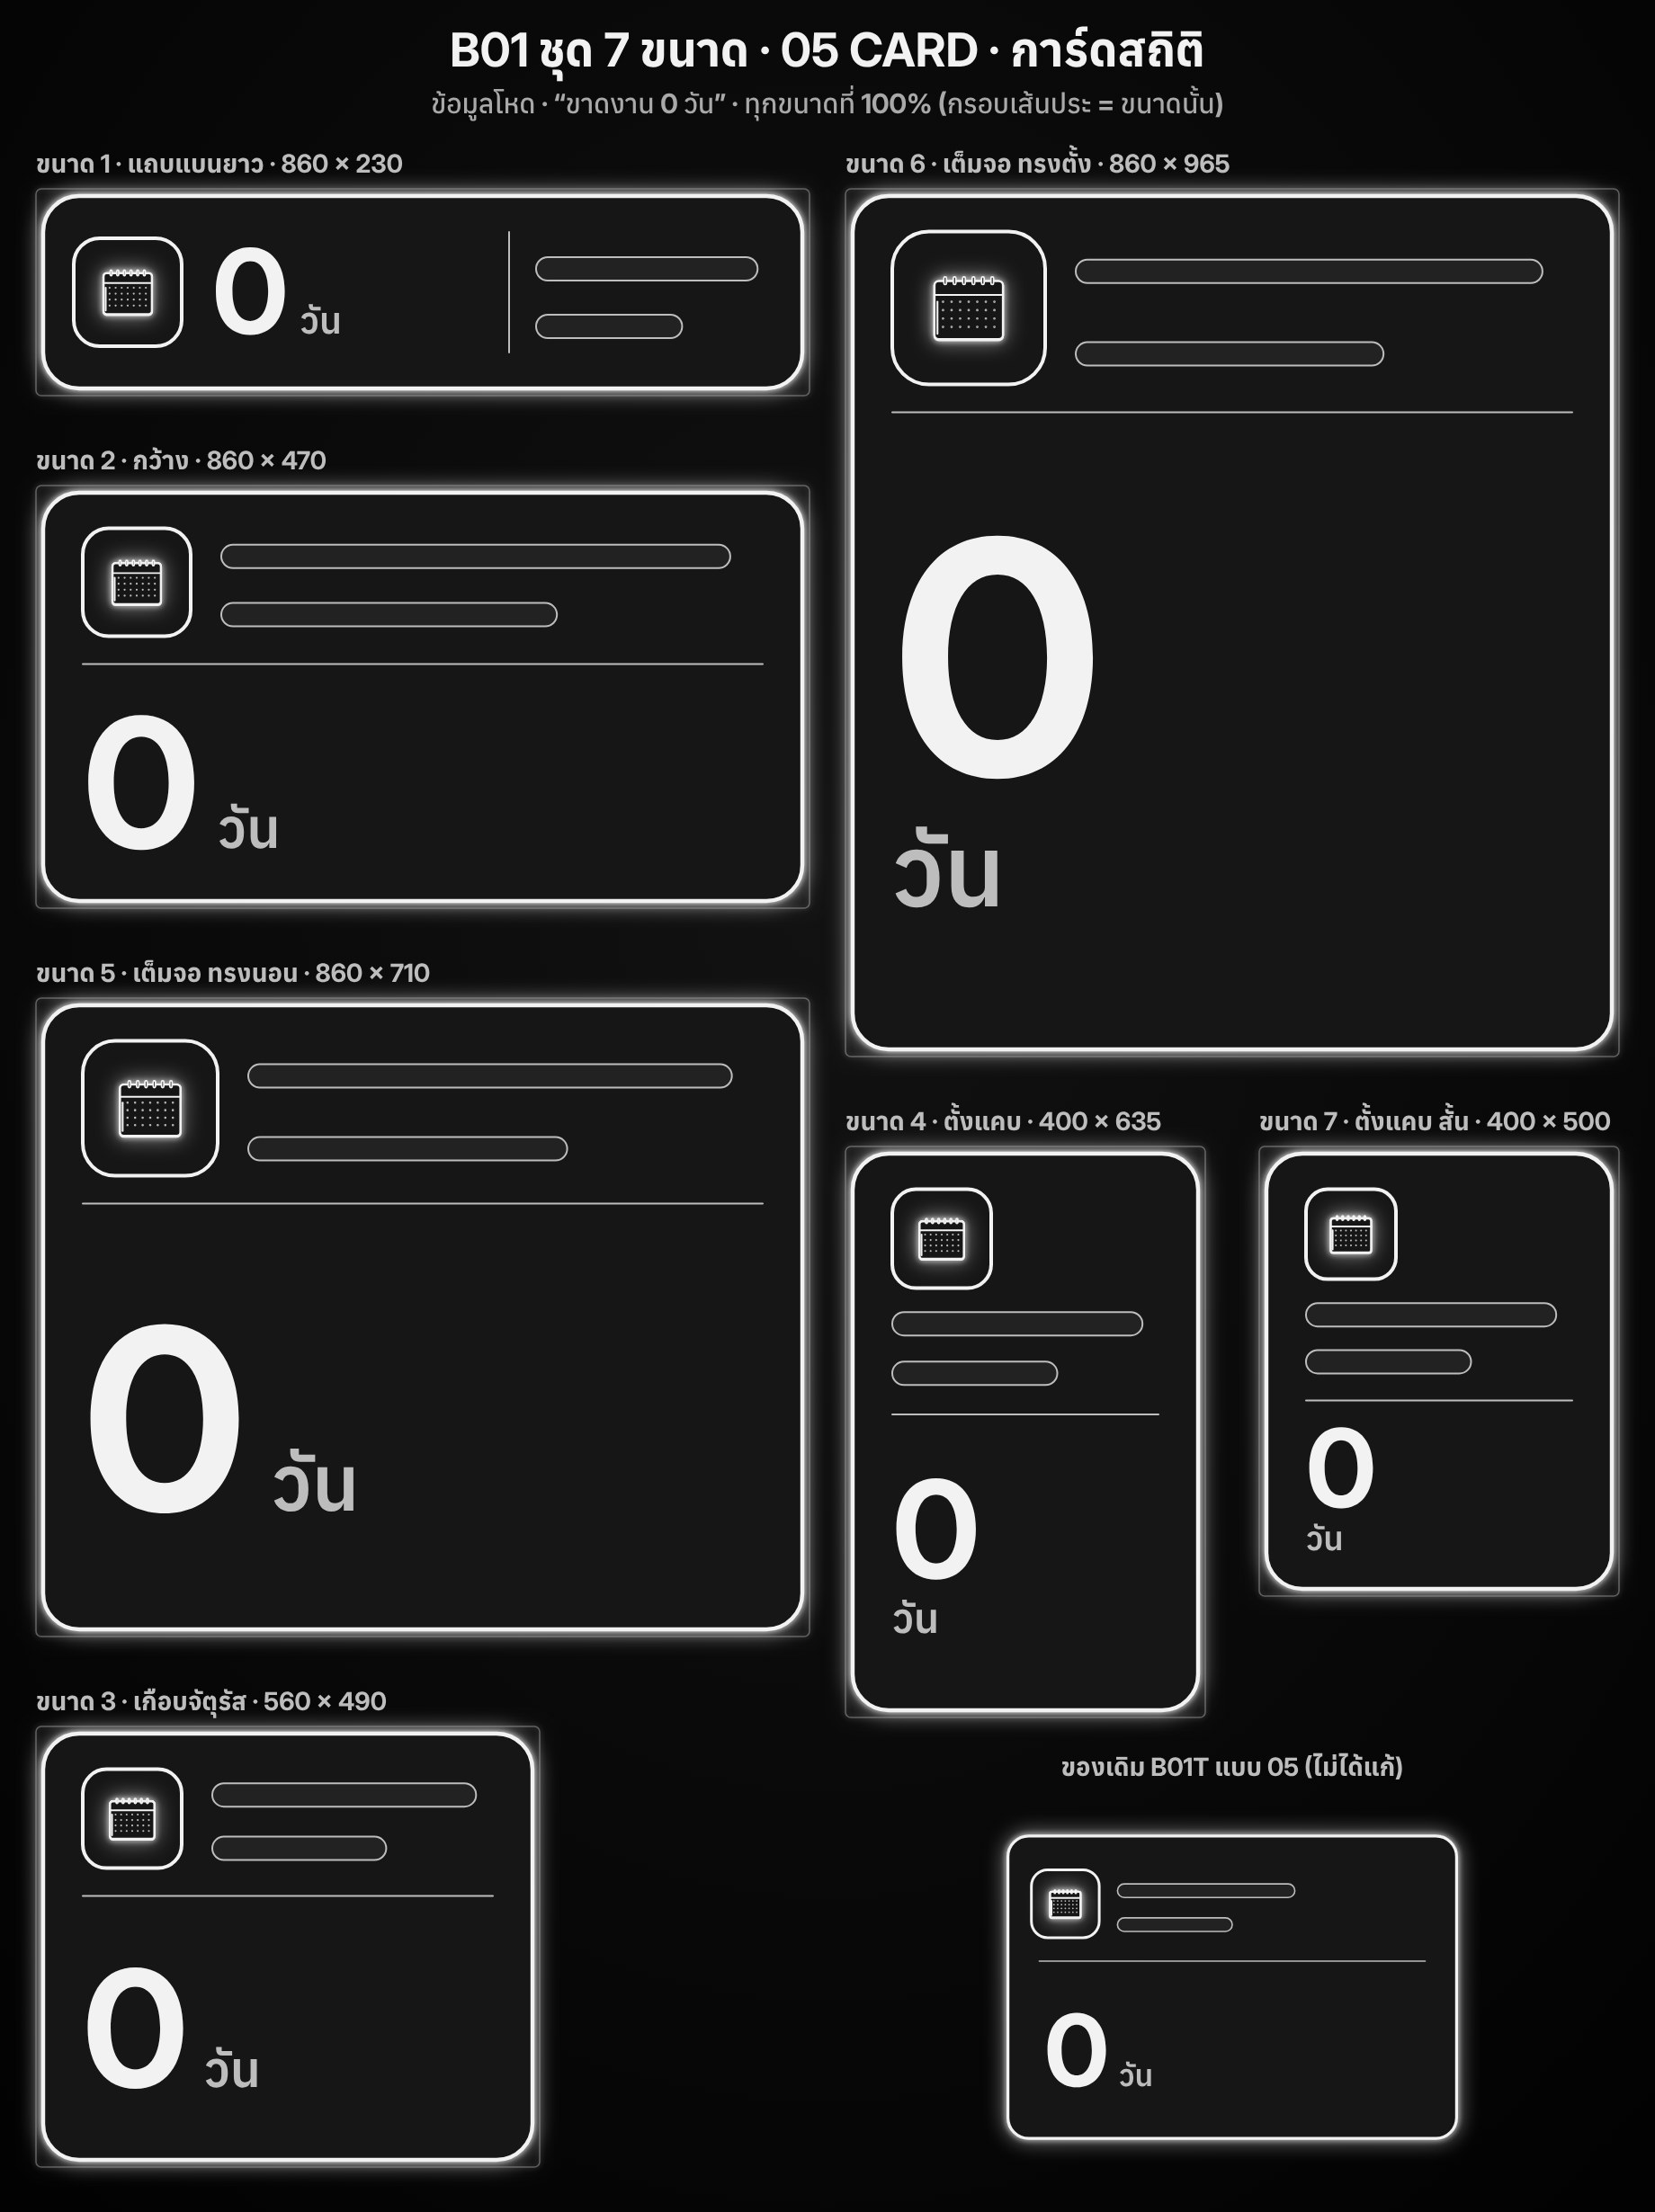 B01 ชุด 7 ขนาด · 05 CARD · การ์ดสถิติ
ข้อมูลโหด · “ขาดงาน 0 วัน” · ทุกขนาดที่ 100% (กรอบเส้นประ = ขนาดนั้น)
ขนาด 1 · แถบแบนยาว · 860 × 230
0 วัน
ขนาด 2 · กว้าง · 860 × 470
0 วัน
ขนาด 5 · เต็มจอ ทรงนอน · 860 × 710
0 วัน
ขนาด 3 · เกือบจัตุรัส · 560 × 490
0 วัน
ขนาด 6 · เต็มจอ ทรงตั้ง · 860 × 965
0
วัน
ขนาด 4 · ตั้งแคบ · 400 × 635
0
วัน
ขนาด 7 · ตั้งแคบ สั้น · 400 × 500
0
วัน
ของเดิม B01T แบบ 05 (ไม่ได้แก้)
0 วัน